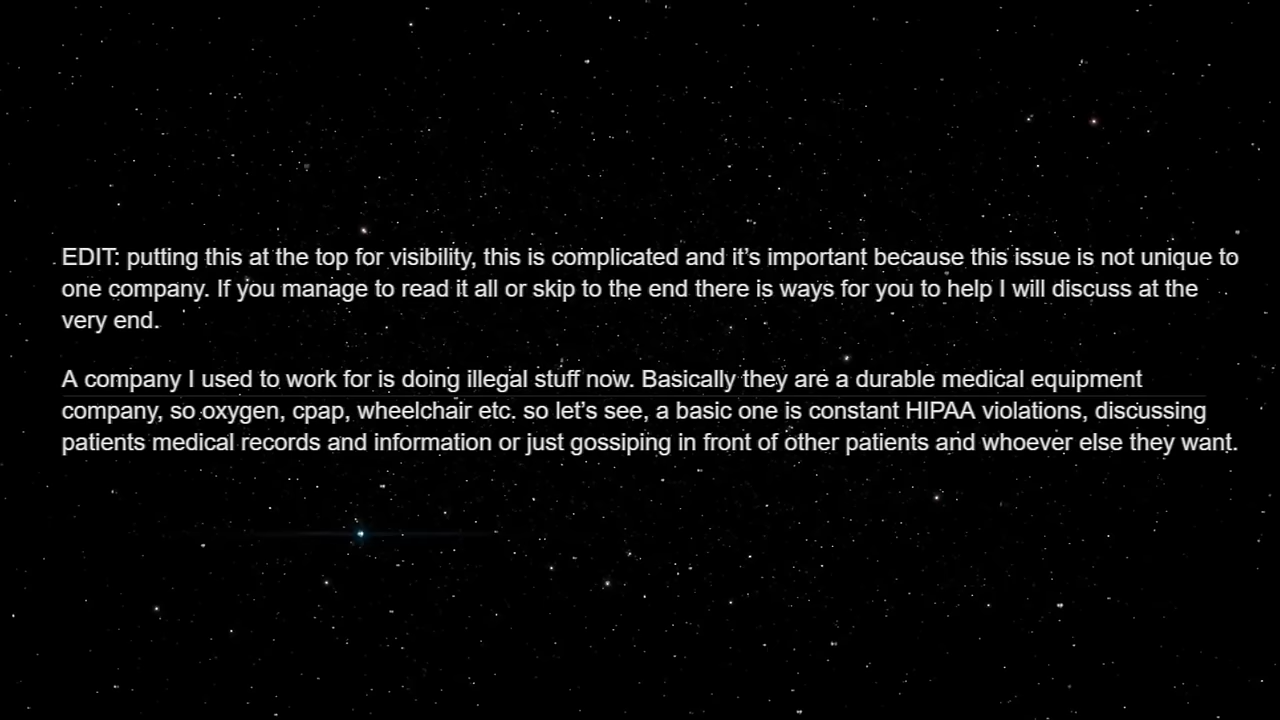 EDIT: putting this at the top for visibility, this is complicated and it’s important because this issue is not unique to
one company. If you manage to read it all or skip to the end there is ways for you to help I will discuss at the
very end.
A company I used to work for is doing illegal stuff now. Basically they are a durable medical equipment
company, so oxygen, cpap, wheelchair etc. so let’s see, a basic one is constant HIPAA violations, discussing
patients medical records and information or just gossiping in front of other patients and whoever else they want.